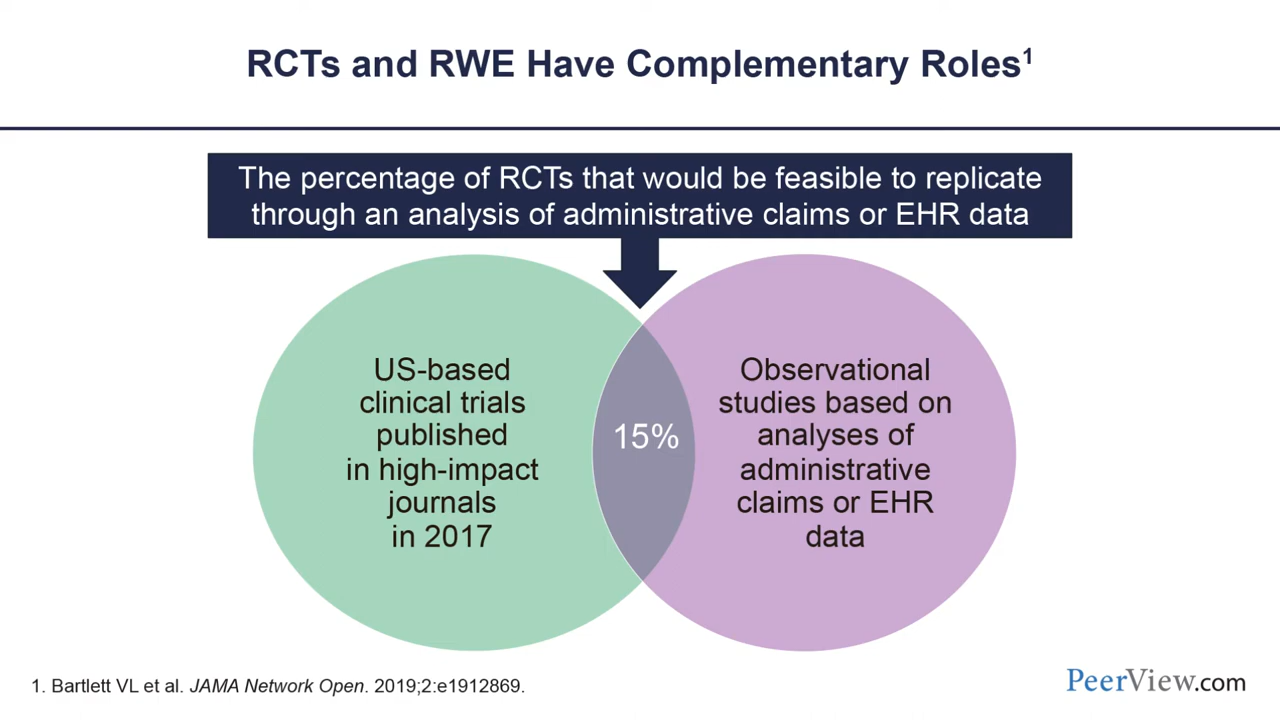 RCTs and RWE Have Complementary Roles¹
The percentage of RCTs that would be feasible to replicate
through an analysis of administrative claims or EHR data
US-based
clinical trials
published
in high-impact
journals
in 2017
15%
Observational
studies based on
analyses of
administrative
claims or EHR
data
1. Bartlett VL et al. JAMA Network Open. 2019;2:e1912869.
PeerView.com